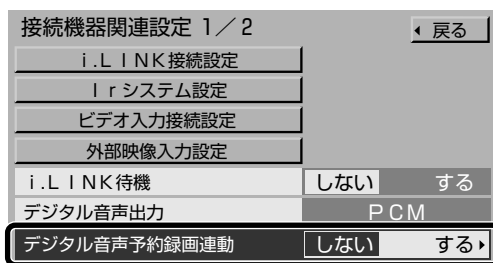 接続機器関連設定 1／2
戻る
i.LINK接続設定
Irシステム設定
ビデオ入力接続設定
外部映像入力設定
i.LINK待機 しない する
デジタル音声出力 PCM
デジタル音声予約録画連動 しない する